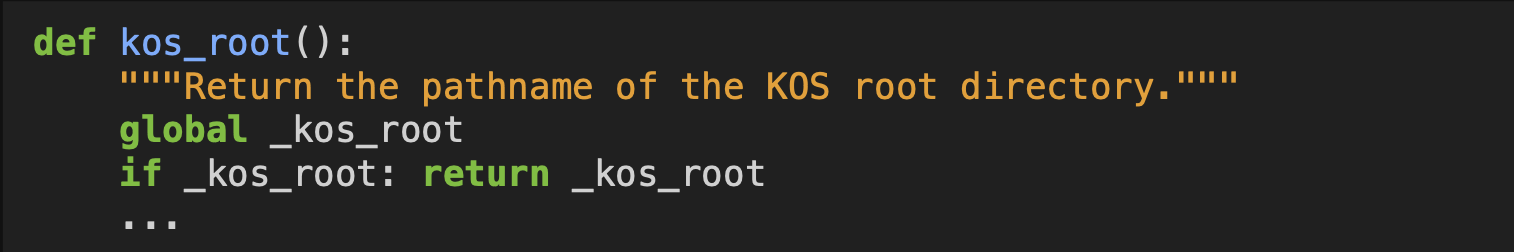 def kos_root():
    """Return the pathname of the KOS root directory."""
    global _kos_root
    if _kos_root: return _kos_root
    ...